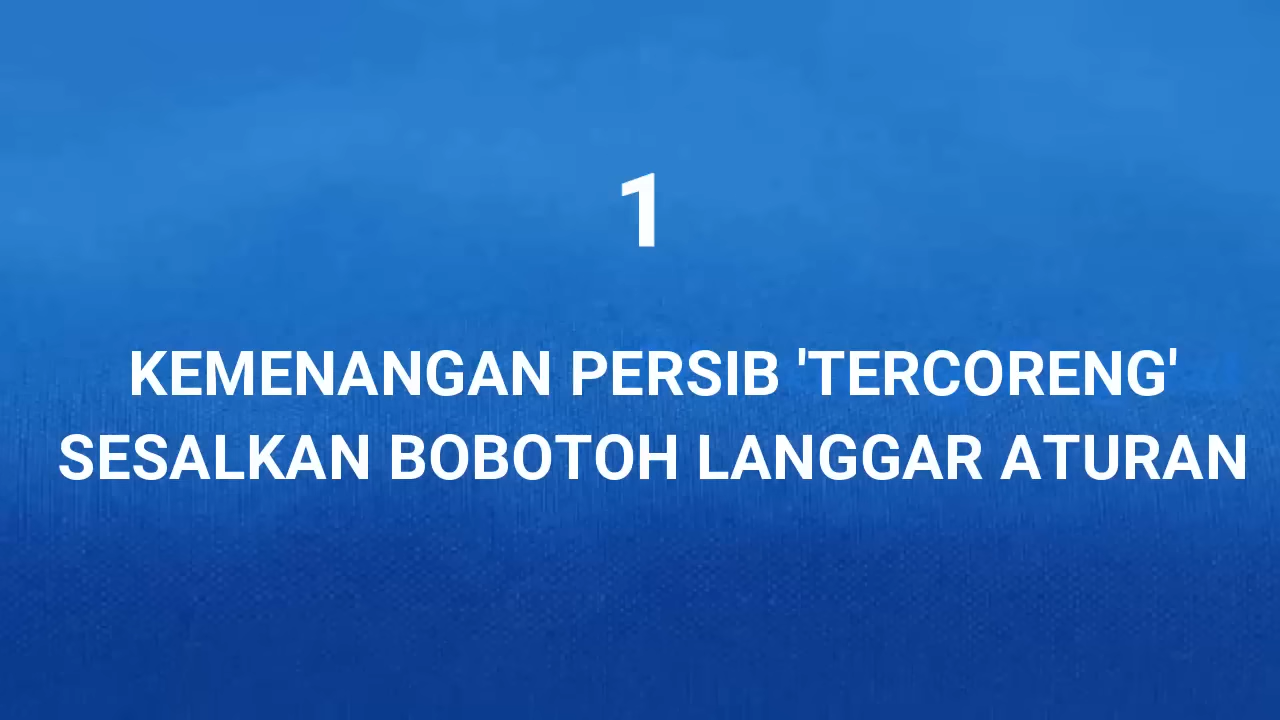 1
KEMENANGAN PERSIB 'TERCORENG'
SESALKAN BOBOTOH LANGGAR ATURAN